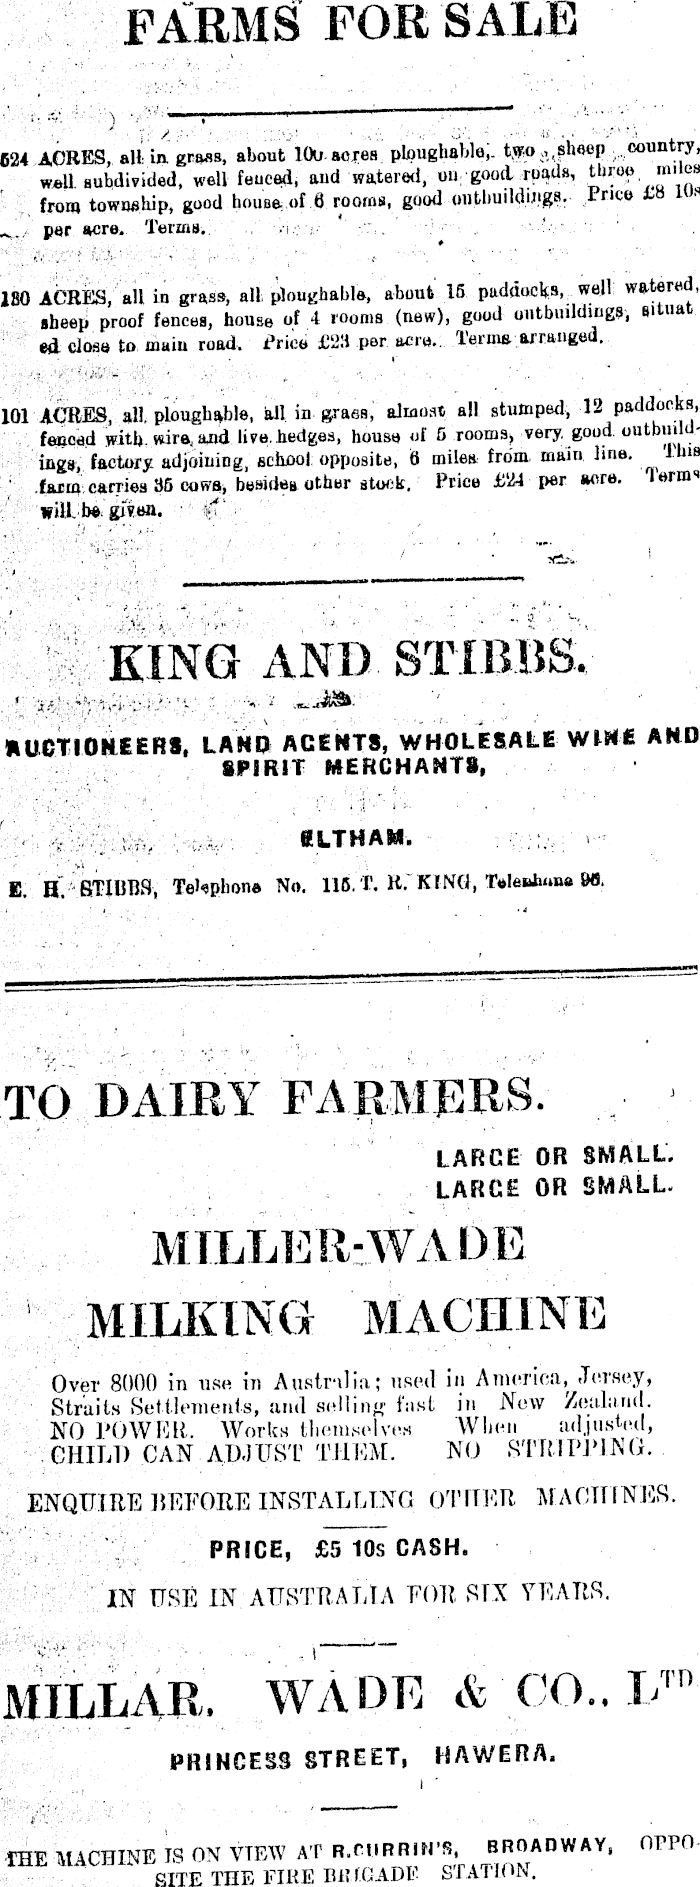 FARMS FOR SALE
524 ACRES, all in grass, about 100 acres ploughable, two sheep country,
well subdivided, well fenced, and watered, on good roads, three miles
from township, good house of 6 rooms, good outbuildings. Price £8 10s
per acre. Terms.
180 ACRES, all in grass, all ploughable, about 15 paddocks, well watered,
sheep proof fences, house of 4 rooms (new), good outbuildings, situat
ed close to main road. Price £23 per acre. Terms arranged.
101 ACRES, all ploughable, all in grass, almost all stumped, 12 paddocks,
fenced with wire and live hedges, house of 5 rooms, very good outbuild-
ings, factory adjoining, school opposite, 6 miles from main line. This
farm carries 35 cows, besides other stock. Price £24 per acre. Terms
will be given.
KING AND STIBBS.
AUCTIONEERS, LAND AGENTS, WHOLESALE WINE AND
SPIRIT MERCHANTS,
ELTHAM.
E. H. STIBBS, Telephone No. 115. T. R. KING, Telephone 96.
TO DAIRY FARMERS.
LARGE OR SMALL.
LARGE OR SMALL.
MILLER-WADE
MILKING MACHINE
Over 8000 in use in Australia; used in America, Jersey,
Straits Settlements, and selling fast in New Zealand.
NO POWER. Works themselves When adjusted,
CHILD CAN ADJUST THEM. NO STRIPPING.
ENQUIRE BEFORE INSTALLING OTHER MACHINES.
PRICE, £5 10s CASH.
IN USE IN AUSTRALIA FOR SIX YEARS.
MILLAR, WADE & CO., LTD
PRINCESS STREET, HAWERA.
THE MACHINE IS ON VIEW AT R.CURRIN'S, BROADWAY, OPPO-
SITE THE FIRE BRIGADE STATION.